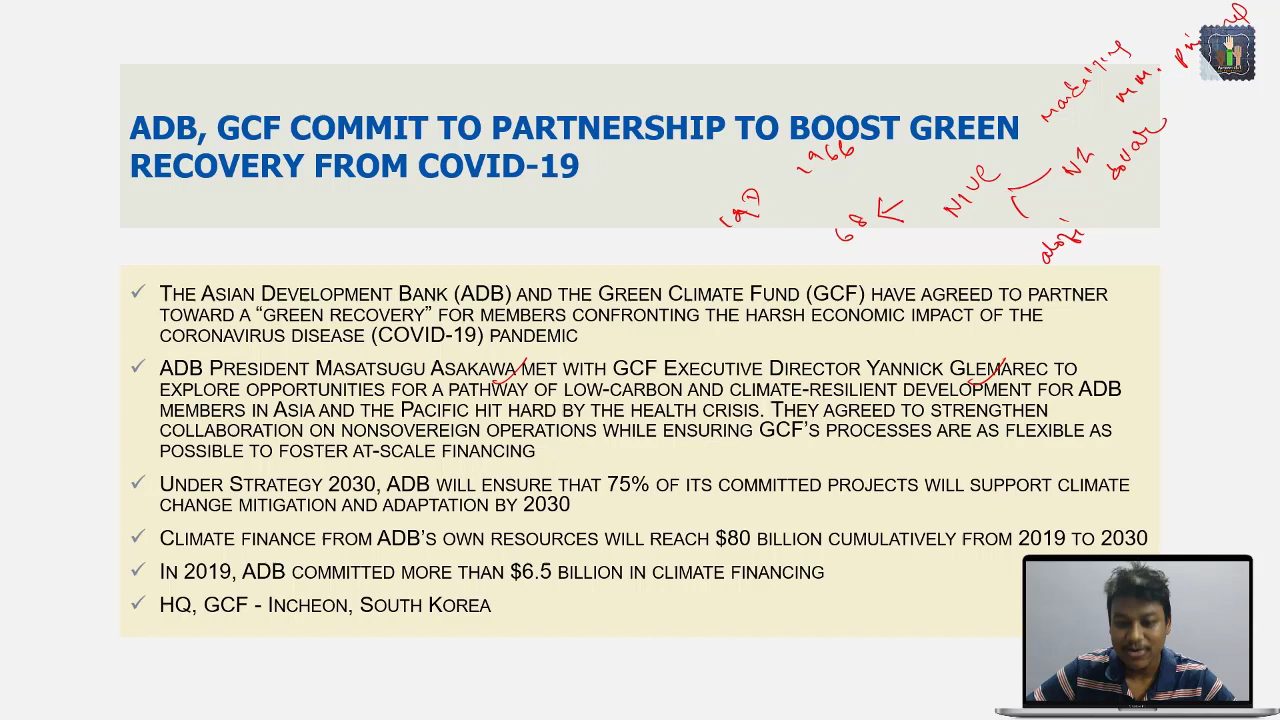 ADB, GCF COMMIT TO PARTNERSHIP TO BOOST GREEN
RECOVERY FROM COVID-19
1966
68
NIUE
NZ
THE ASIAN DEVELOPMENT BANK (ADB) AND THE GREEN CLIMATE FUND (GCF) HAVE AGREED TO PARTNER
TOWARD A “GREEN RECOVERY” FOR MEMBERS CONFRONTING THE HARSH ECONOMIC IMPACT OF THE
CORONAVIRUS DISEASE (COVID-19) PANDEMIC
ADB PRESIDENT MASATSUGU ASAKAWA MET WITH GCF EXECUTIVE DIRECTOR YANNICK GLEMAREC TO
EXPLORE OPPORTUNITIES FOR A PATHWAY OF LOW-CARBON AND CLIMATE-RESILIENT DEVELOPMENT FOR ADB
MEMBERS IN ASIA AND THE PACIFIC HIT HARD BY THE HEALTH CRISIS. THEY AGREED TO STRENGTHEN
COLLABORATION ON NONSOVEREIGN OPERATIONS WHILE ENSURING GCF’S PROCESSES ARE AS FLEXIBLE AS
POSSIBLE TO FOSTER AT-SCALE FINANCING
UNDER STRATEGY 2030, ADB WILL ENSURE THAT 75% OF ITS COMMITTED PROJECTS WILL SUPPORT CLIMATE
CHANGE MITIGATION AND ADAPTATION BY 2030
CLIMATE FINANCE FROM ADB’S OWN RESOURCES WILL REACH $80 BILLION CUMULATIVELY FROM 2019 TO 2030
IN 2019, ADB COMMITTED MORE THAN $6.5 BILLION IN CLIMATE FINANCING
HQ, GCF - INCHEON, SOUTH KOREA